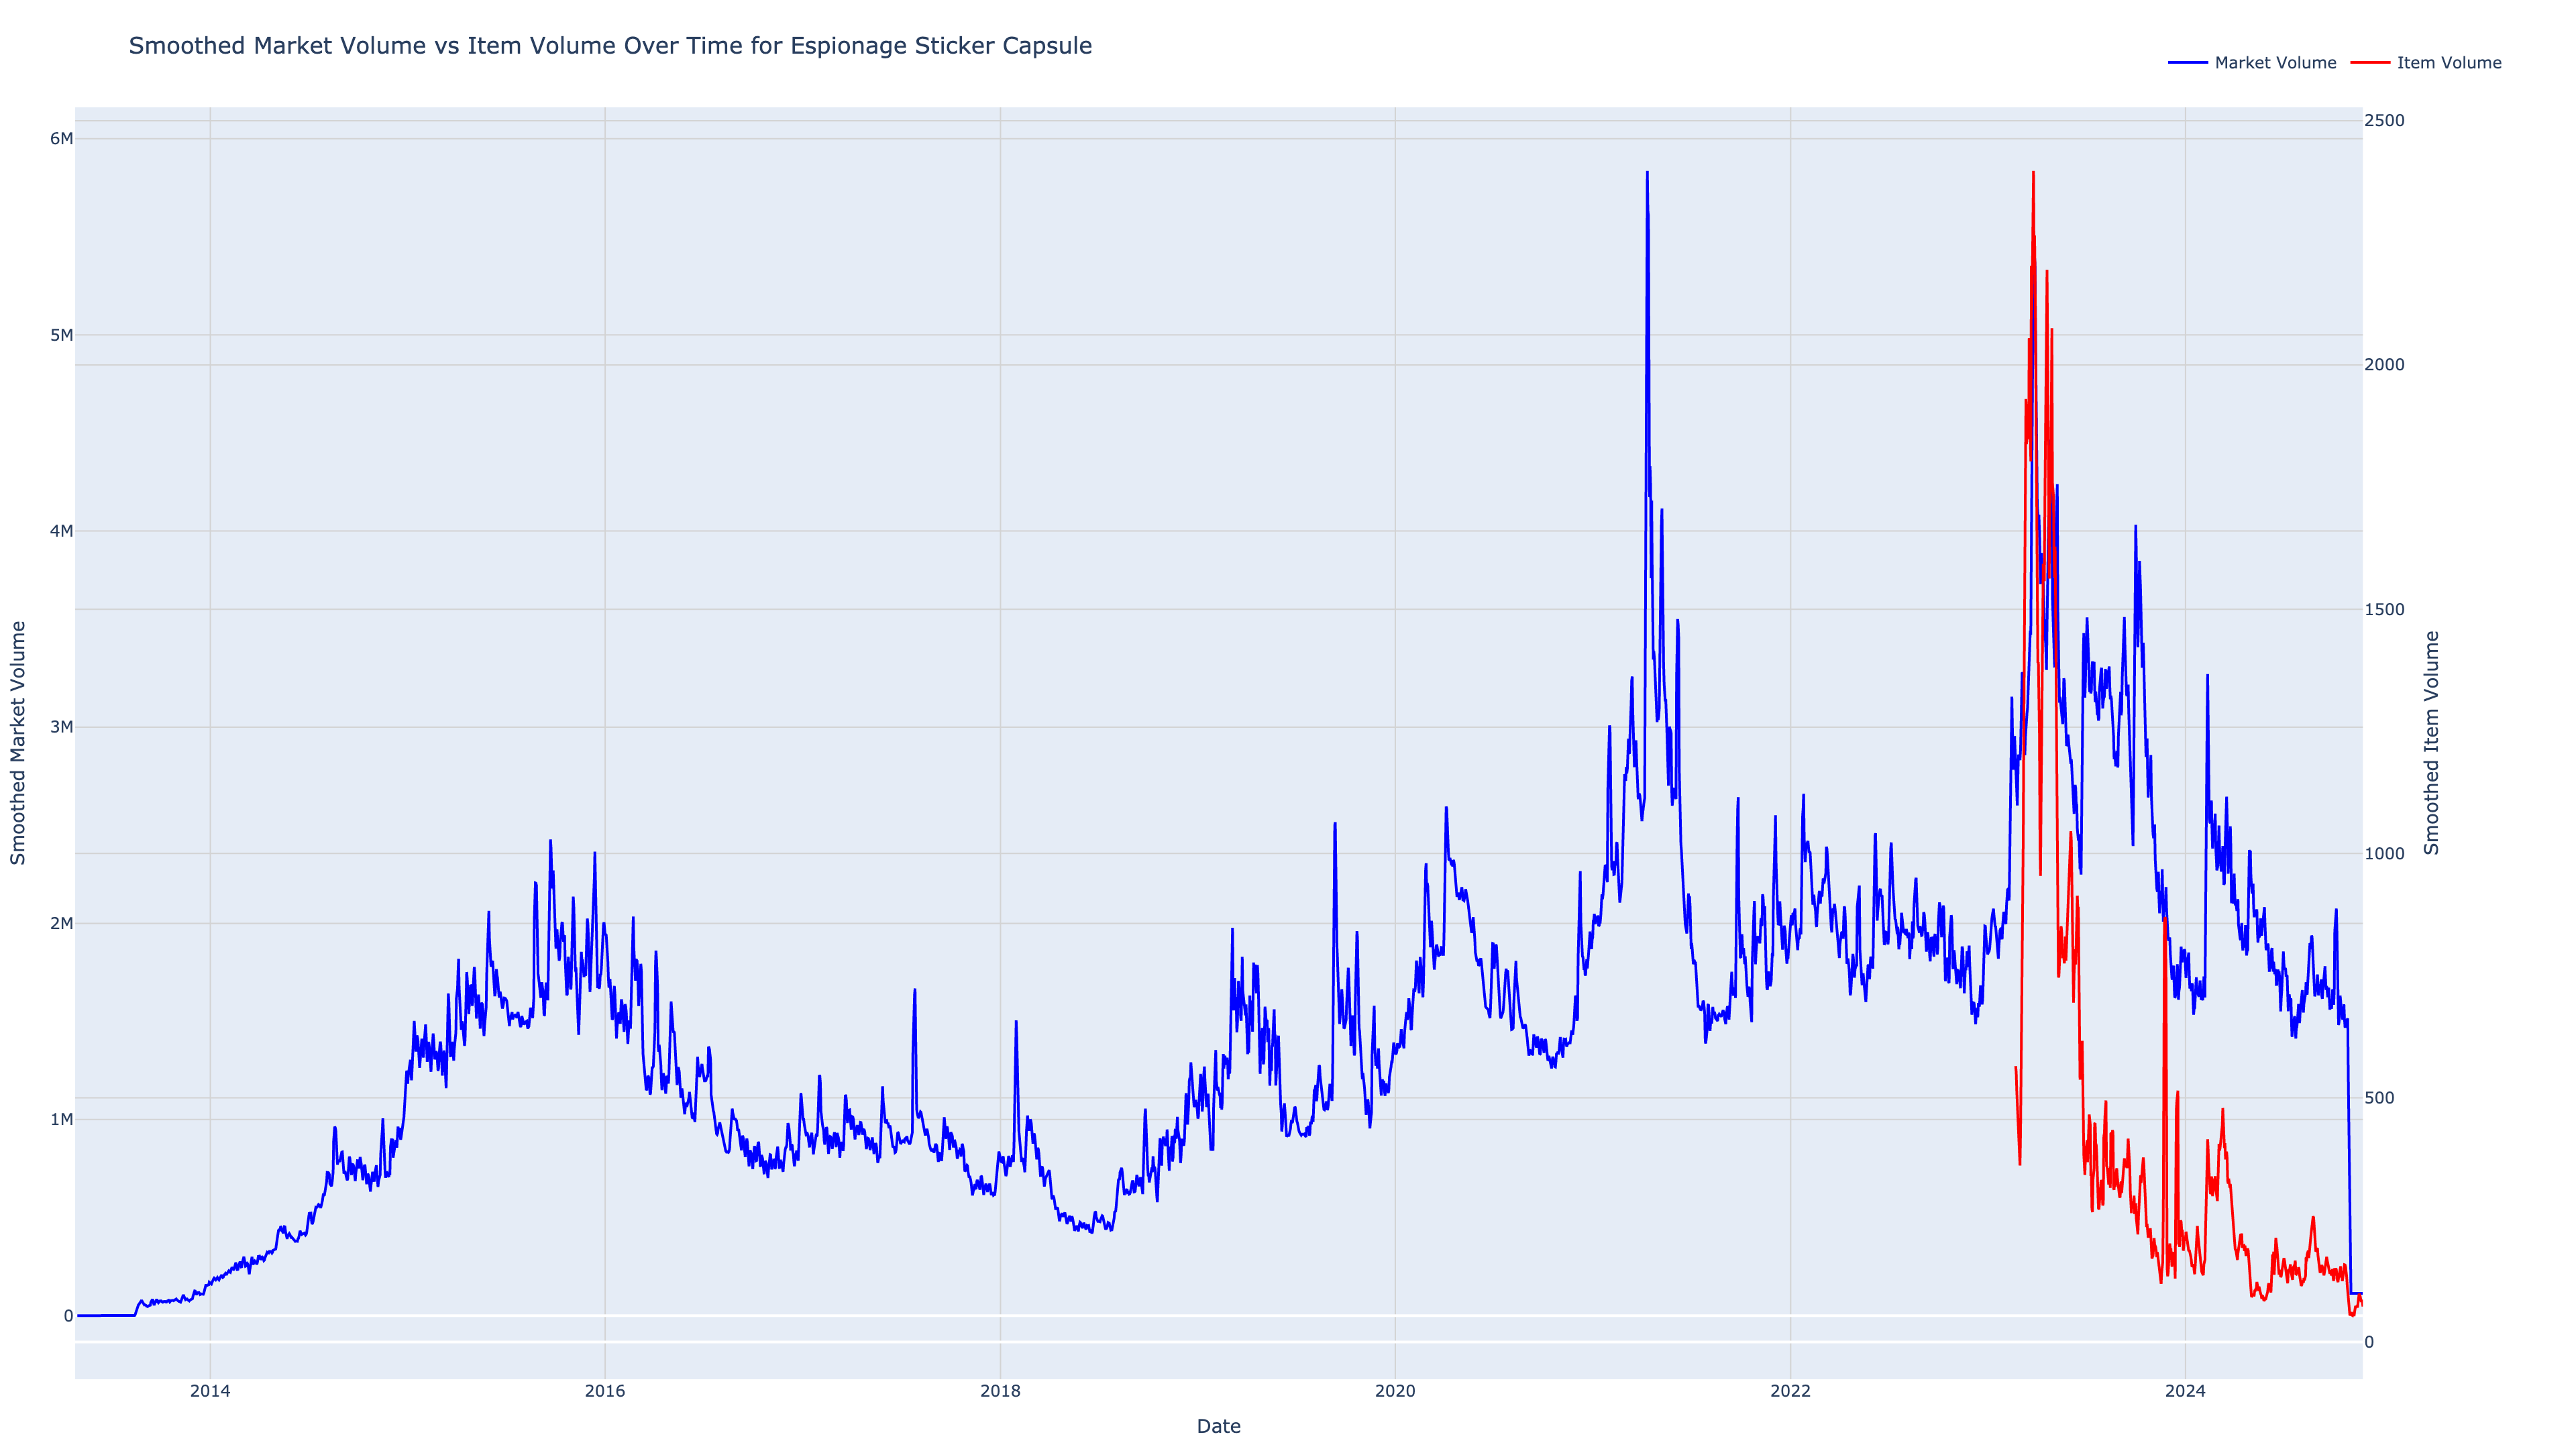 Smoothed Market Volume vs Item Volume Over Time for Espionage Sticker Capsule
Market Volume
Item Volume
6M
5M
4M
3M
2M
1M
0
Smoothed Market Volume
2500
2000
1500
1000
500
0
Smoothed Item Volume
2014
2016
2018
2020
2022
2024
Date